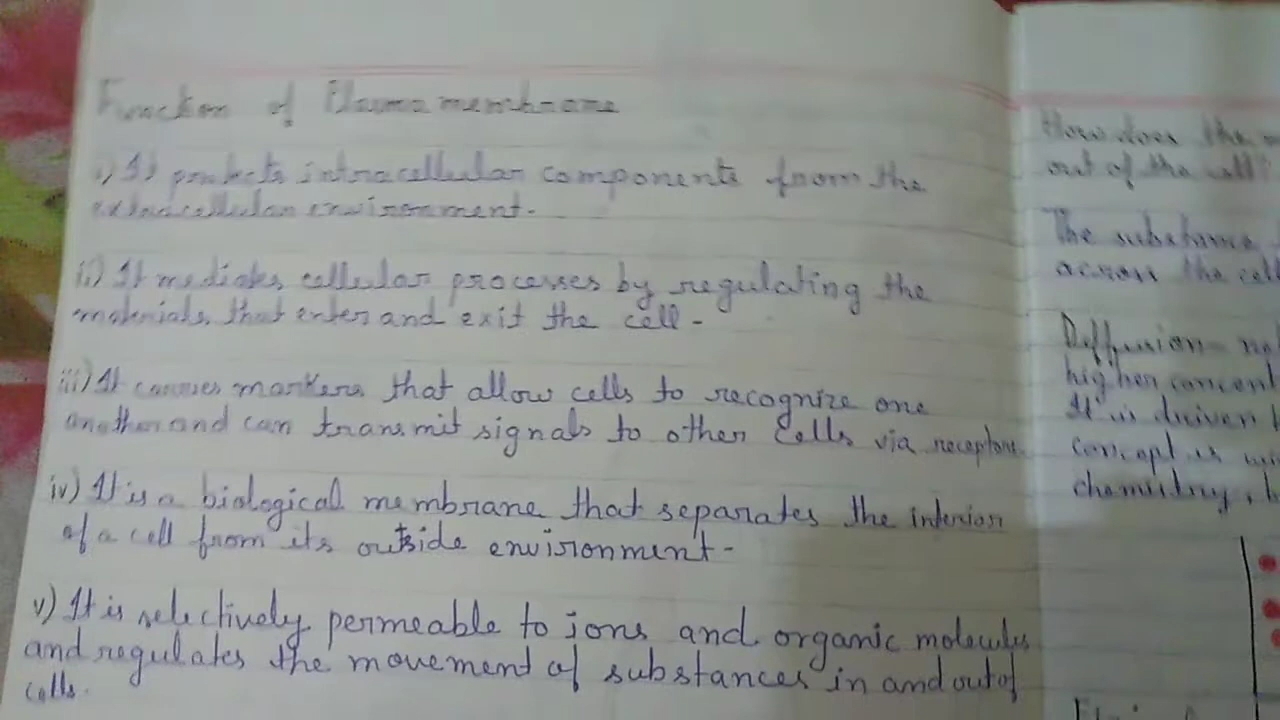 Function of Plasma membrane
i) It protects intracellular components from the
extracellular environment.
ii) It mediates cellular processes by regulating the
materials that enter and exit the cell.
iii) It carries markers that allow cells to recognize one
another and can transmit signals to other cells via receptors.
iv) It is a biological membrane that separates the interior
of a cell from its outside environment.
v) It is selectively permeable to ions and organic molecules
and regulates the movement of substances in and out of
cells.
How does the
out of the cell?
The substance
across the cell
Diffusion
higher
It is driven
concept is
chemistry,